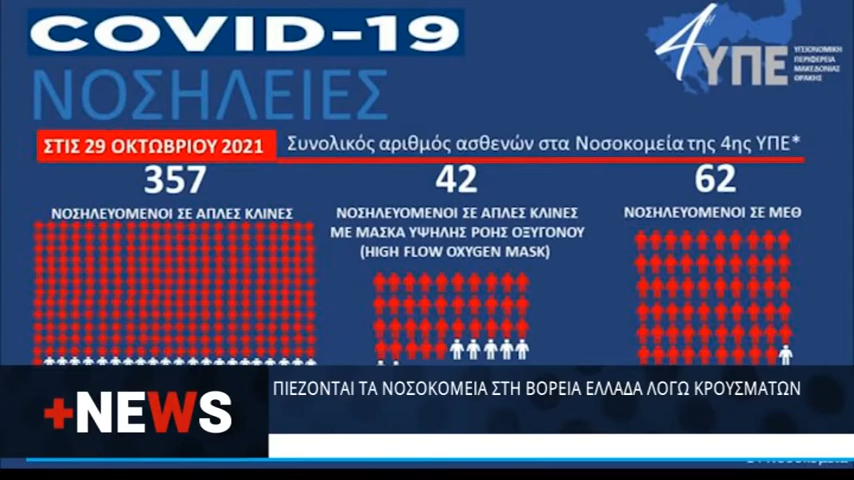 COVID-19
ΝΟΣΗΛΕΙΕΣ
4η ΥΠΕ
ΥΓΕΙΟΝΟΜΙΚΗ
ΠΕΡΙΦΕΡΕΙΑ
ΜΑΚΕΔΟΝΙΑΣ
ΘΡΑΚΗΣ
ΣΤΙΣ 29 ΟΚΤΩΒΡΙΟΥ 2021
Συνολικός αριθμός ασθενών στα Νοσοκομεία της 4ης ΥΠΕ*
357
ΝΟΣΗΛΕΥΟΜΕΝΟΙ ΣΕ ΑΠΛΕΣ ΚΛΙΝΕΣ
42
ΝΟΣΗΛΕΥΟΜΕΝΟΙ ΣΕ ΑΠΛΕΣ ΚΛΙΝΕΣ
ΜΕ ΜΑΣΚΑ ΥΨΗΛΗΣ ΡΟΗΣ ΟΞΥΓΟΝΟΥ
(HIGH FLOW OXYGEN MASK)
62
ΝΟΣΗΛΕΥΟΜΕΝΟΙ ΣΕ ΜΕΘ
+NEWS
ΠΙΕΖΟΝΤΑΙ ΤΑ ΝΟΣΟΚΟΜΕΙΑ ΣΤΗ ΒΟΡΕΙΑ ΕΛΛΑΔΑ ΛΟΓΩ ΚΡΟΥΣΜΑΤΩΝ